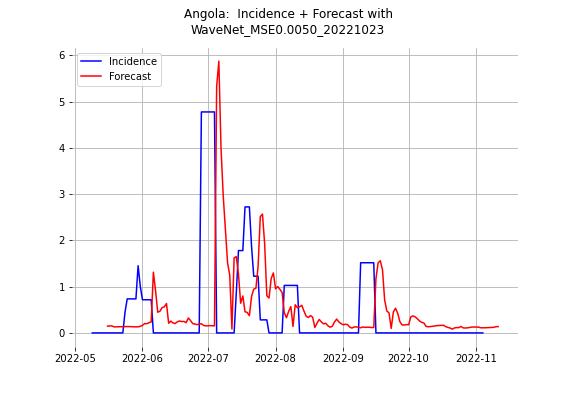 Angola:  Incidence + Forecast with
WaveNet_MSE0.0050_20221023
Incidence
Forecast
6
5
4
3
2
1
0
2022-05 2022-06 2022-07 2022-08 2022-09 2022-10 2022-11